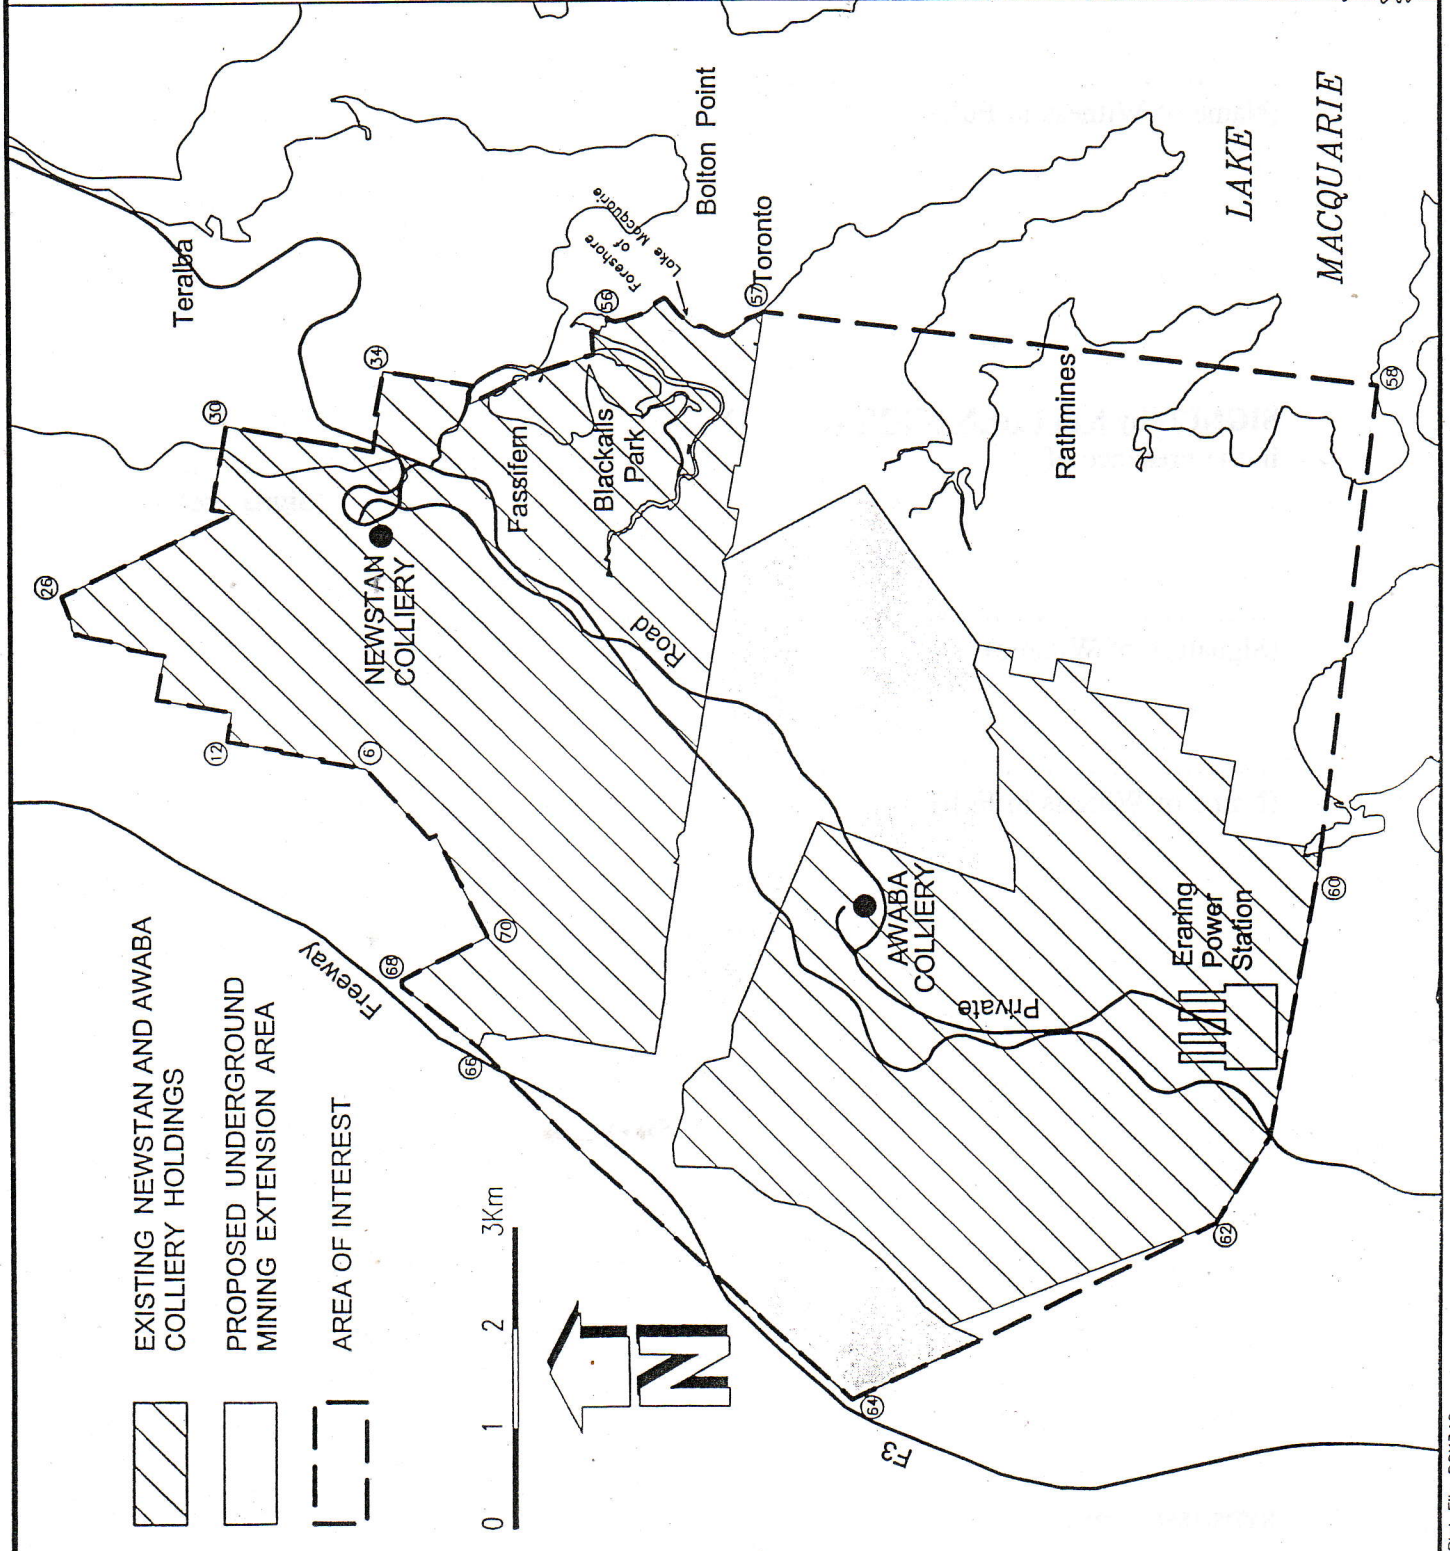 EXISTING NEWSTAN AND AWABA
COLLIERY HOLDINGS
PROPOSED UNDERGROUND
MINING EXTENSION AREA
AREA OF INTEREST
0 1 2 3Km
N
F3
Freeway
64
66
68
70
6
12
26
30
34
56
57
58
60
62
Teralba
NEWSTAN
COLLIERY
Fassifern
Blackalls
Park
Foreshore
of
Lake Macquarie
Bolton Point
Toronto
Road
Private
AWABA
COLLIERY
Eraring
Power
Station
Rathmines
LAKE
MACQUARIE